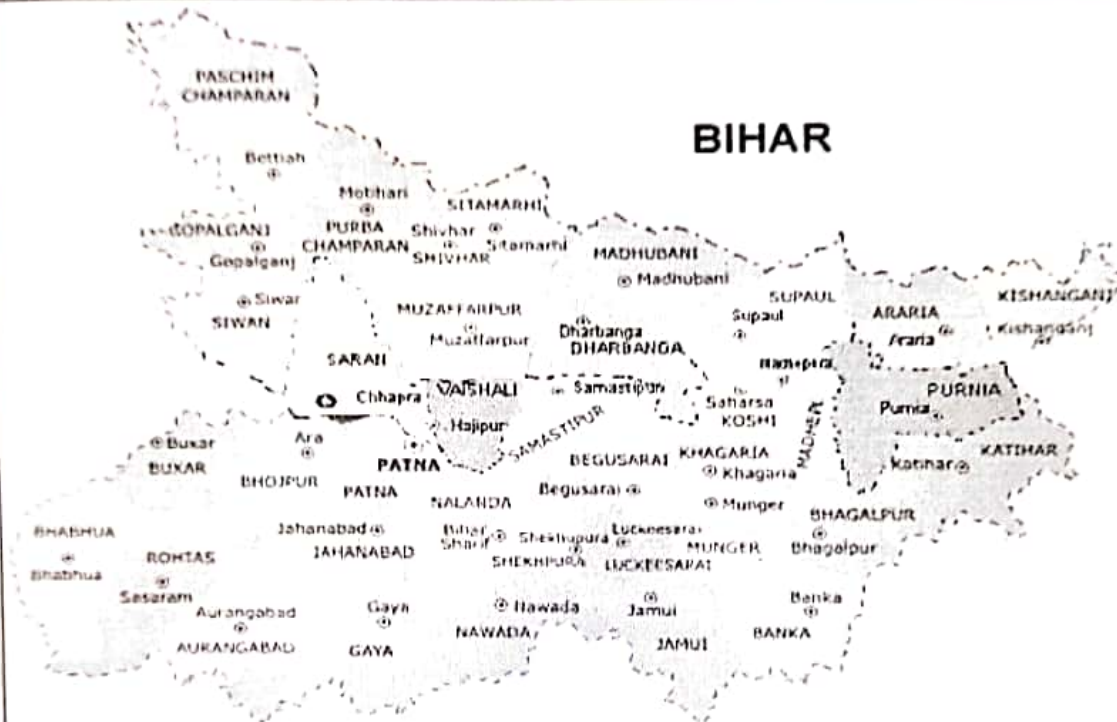 PASCHIM
CHAMPARAN
BIHAR
Bettiah
Motihari
SITAMARHI
GOPALGANJ
PURBA
CHAMPARAN
Shivhar
Sitamarhi
SHIVHAR
MADHUBANI
Gopalganj
Madhubani
KISHANGANJ
SUPAUL
ARARIA
Siwan
SIWAN
MUZAFFARPUR
Muzaffarpur
Supaul
Araria
Kishanganj
Dharbanga
DHARBANGA
SARAN
Chhapra
VAISHALI
Samastipur
Saharsa
KOSHI
PURNIA
Purnia
Hajipur
SAMASTIPUR
Buxar
BUXAR
Ara
PATNA
BEGUSARAI
KHAGARIA
Khagaria
KATIHAR
Katihar
BHOJPUR
PATNA
NALANDA
Begusarai
Munger
BHAGALPUR
BHABHUA
Bhabhua
ROHTAS
Sasaram
Jahanabad
JAHANABAD
Bihar
Sharif
Shekhupura
SHEKHPURA
Luckeesarai
LUCKEESARAI
MUNGER
Bhagalpur
Aurangabad
AURANGABAD
Gaya
GAYA
Nawada
NAWADA
Jamui
JAMUI
Banka
BANKA